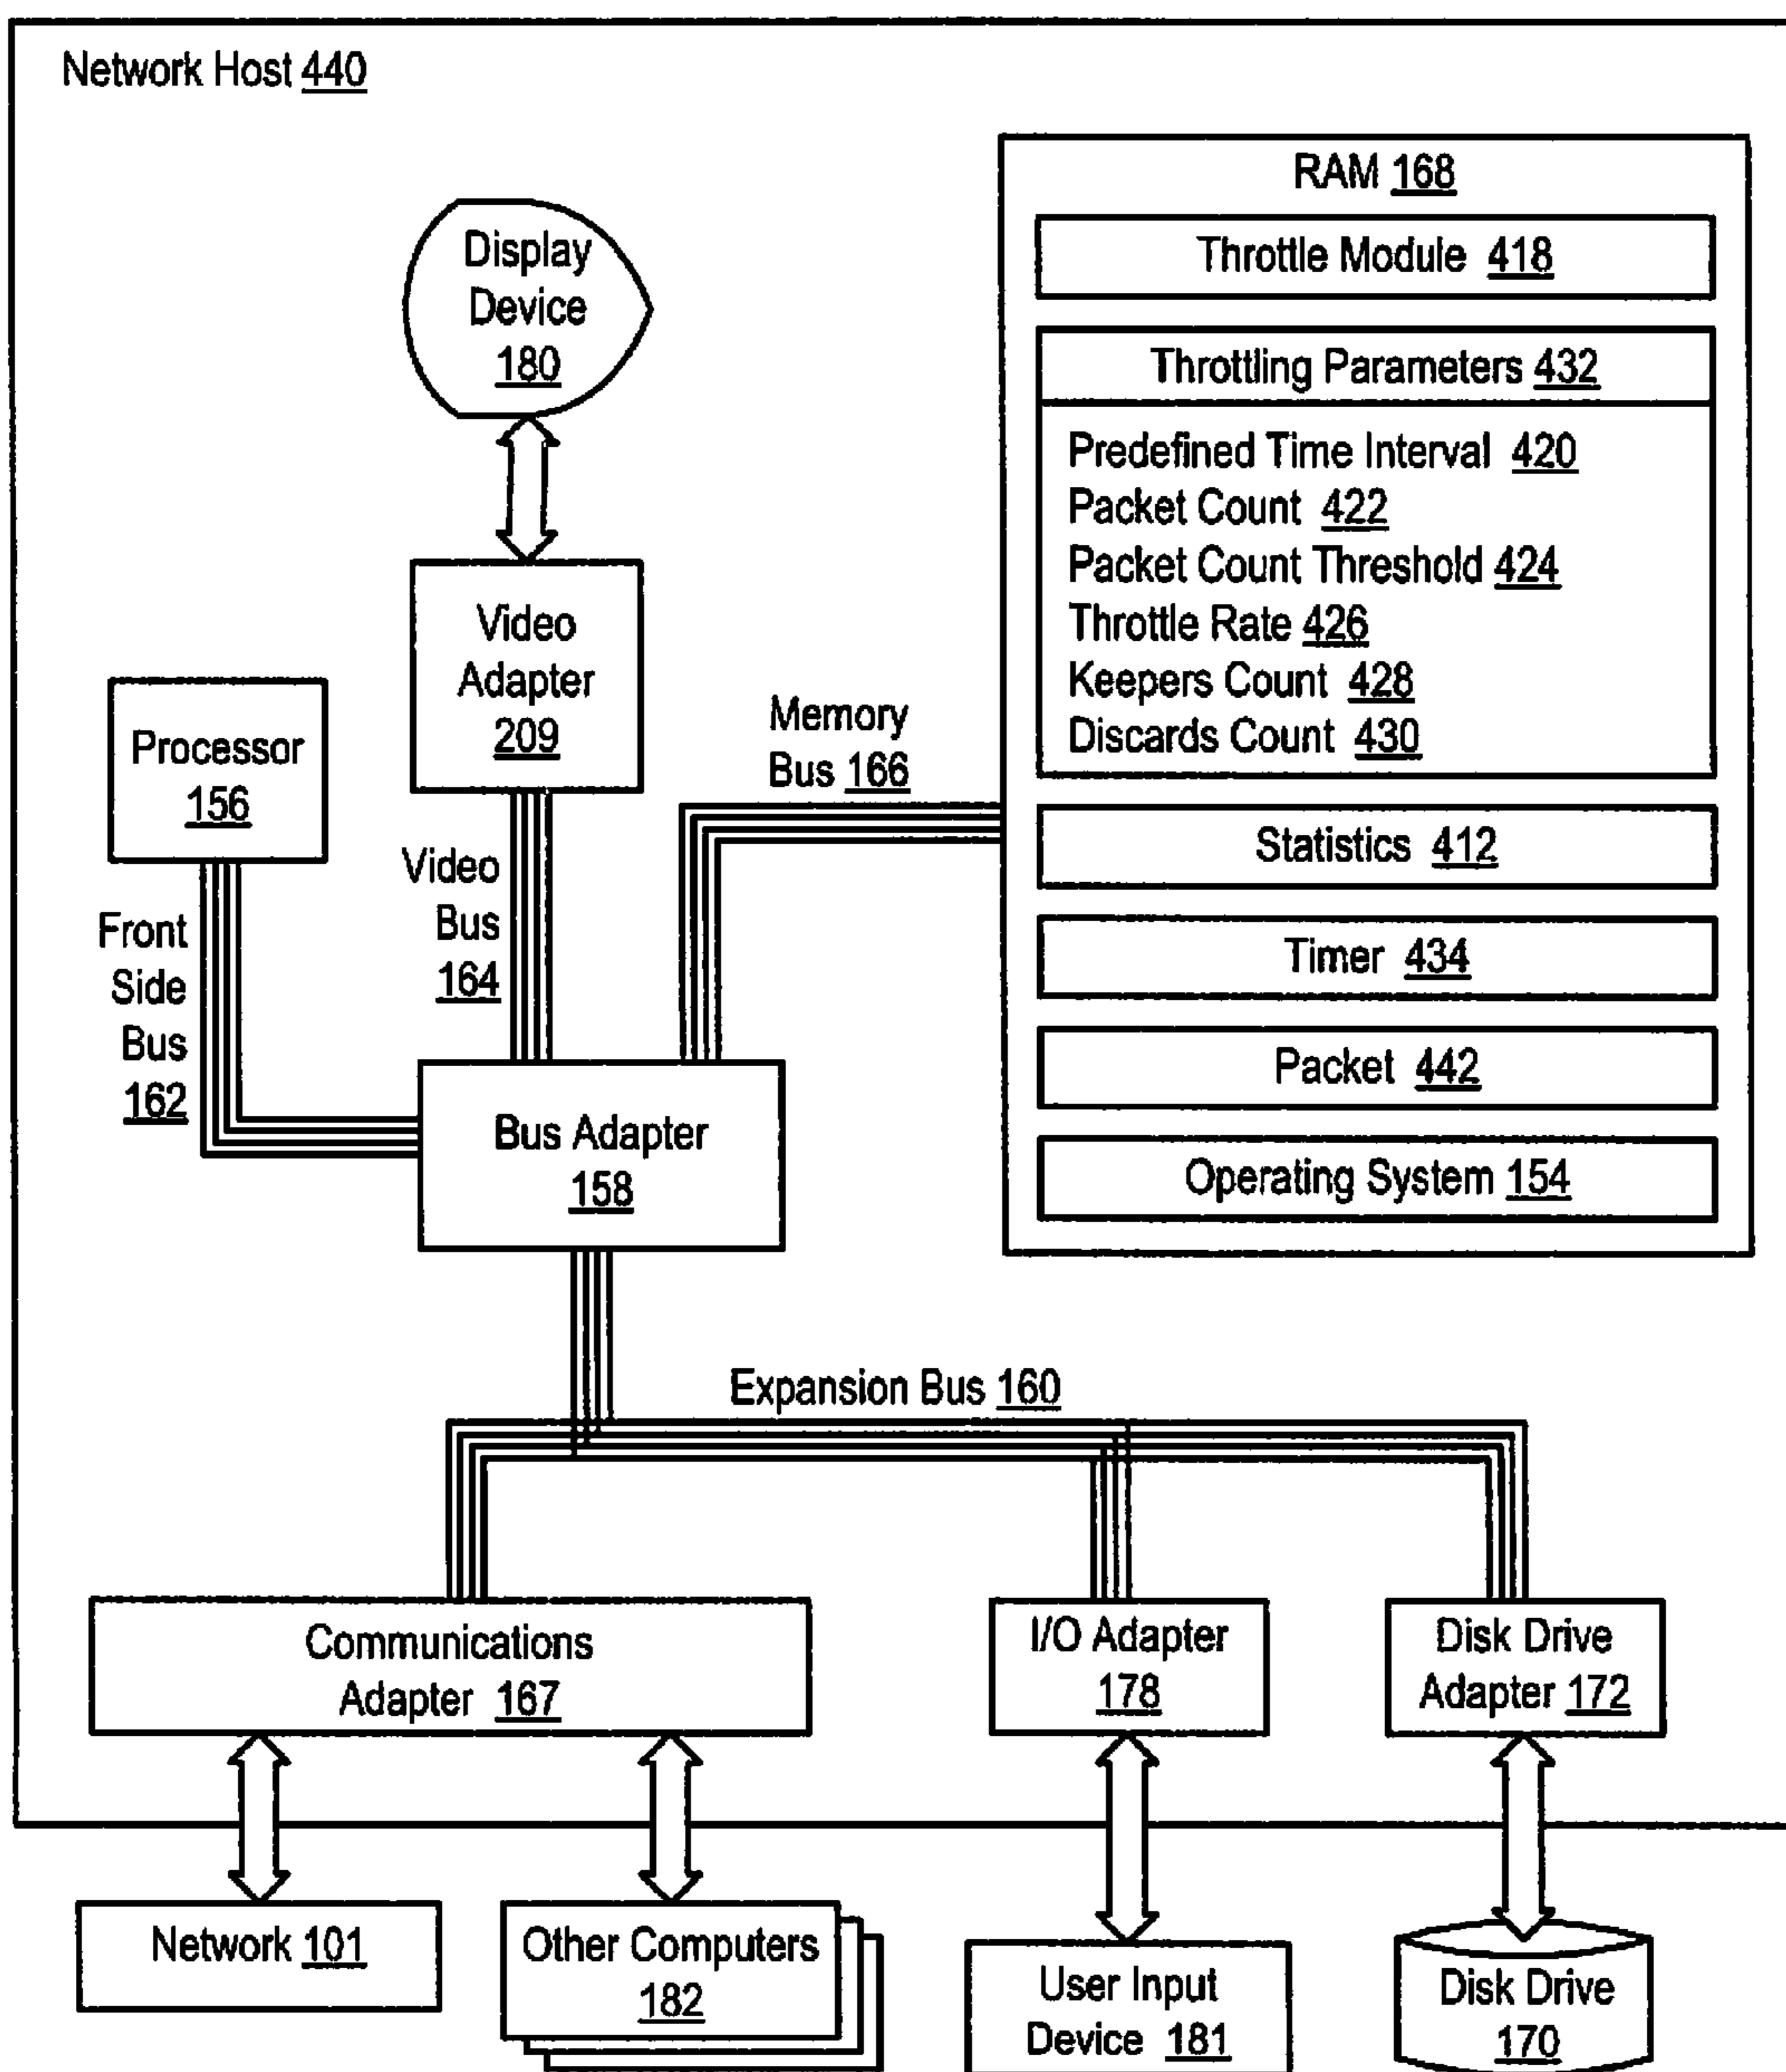 Network Host 440
RAM 168
Throttle Module 418
Throttling Parameters 432
Predefined Time Interval 420
Packet Count 422
Packet Count Threshold 424
Throttle Rate 426
Keepers Count 428
Discards Count 430
Statistics 412
Timer 434
Packet 442
Operating System 154
Display
Device
180
Video
Adapter
209
Processor
156
Memory
Bus 166
Video
Bus
164
Front
Side
Bus
162
Bus Adapter
158
Expansion Bus 160
Communications
Adapter 167
I/O Adapter
178
Disk Drive
Adapter 172
Network 101
Other Computers
182
User Input
Device 181
Disk Drive
170